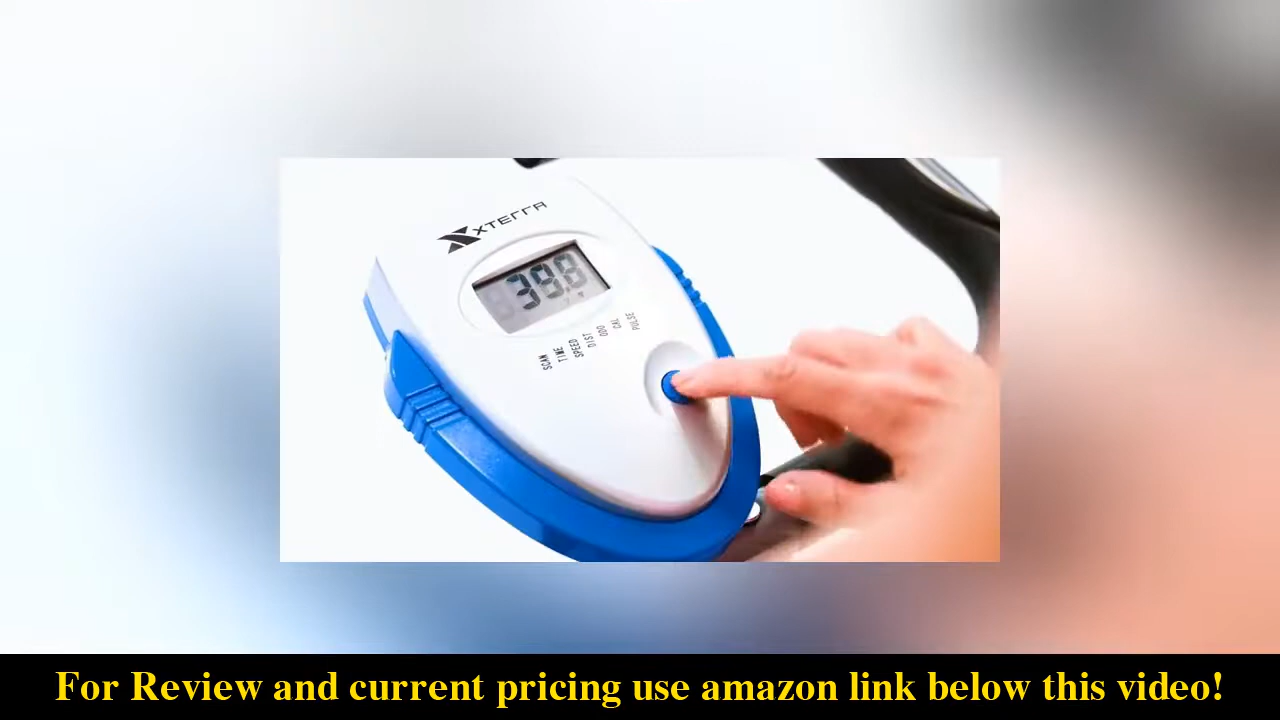 XTERRA
38.8
SCAN
TIME
SPEED
DIST
ODO
CAL
PULSE
For Review and current pricing use amazon link below this video!